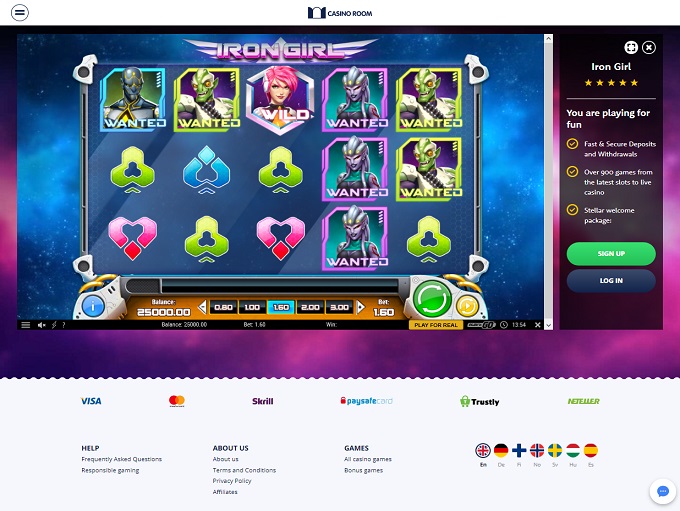 CASINO ROOM
IRON GIRL
WANTED
WANTED
WILD
WANTED
WANTED
WANTED
WANTED
Balance:
25000.00
0.80
1.00
1.60
2.00
3.00
Bet:
1.60
?
Balance: 25000.00
Bet: 1.60
Win:
PLAY FOR REAL
13:54
Iron Girl
You are playing for
fun
Fast & Secure Deposits
and Withdrawals
Over 900 games from
the latest slots to live
casino
Stellar welcome
package:
SIGN UP
LOG IN
VISA
Skrill
paysafecard
Trustly
NETELLER
HELP
Frequently Asked Questions
Responsible gaming
ABOUT US
About us
Terms and Conditions
Privacy Policy
Affiliates
GAMES
All casino games
Bonus games
En
De
Fi
No
Sv
Hu
Es